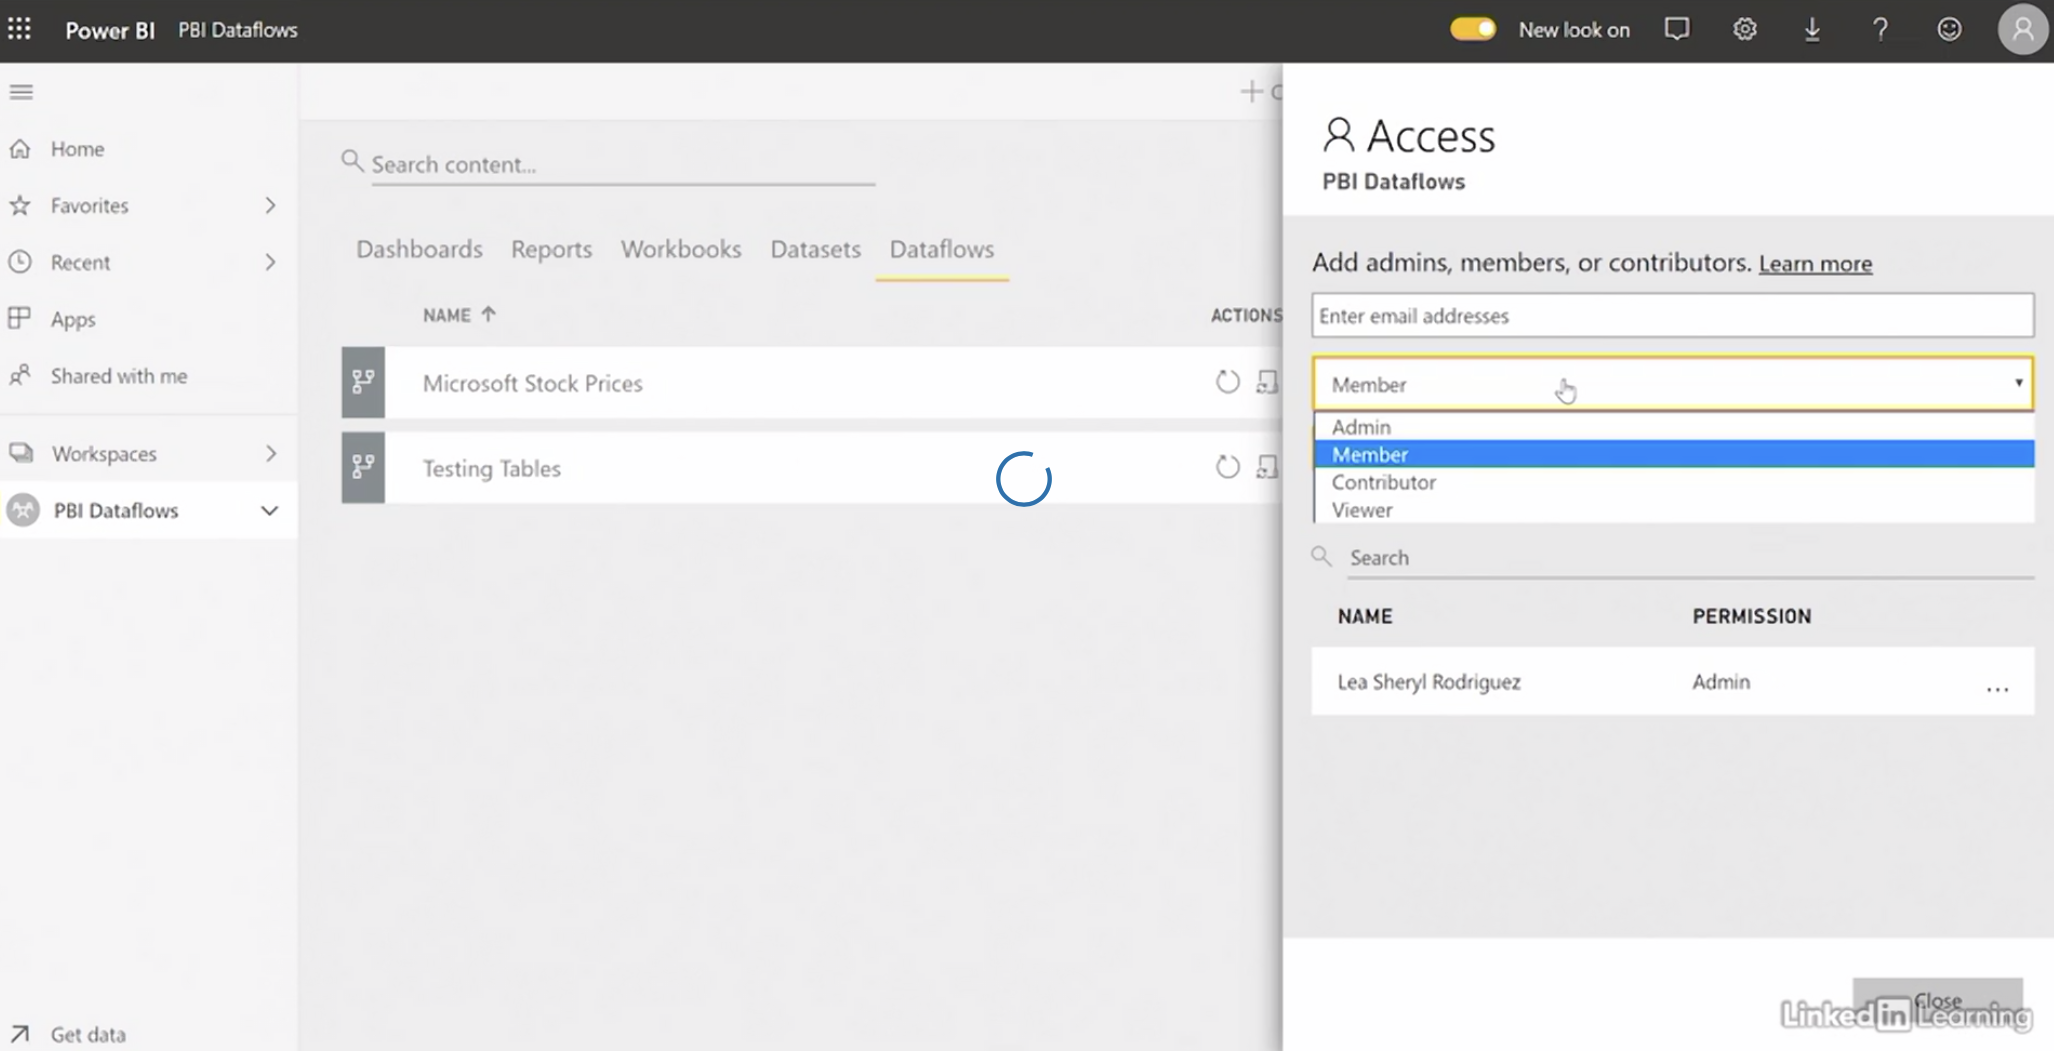 Power BI PBI Dataflows
New look on
Home
Favorites
Recent
Apps
Shared with me
Workspaces
PBI Dataflows
Get data
Search content...
Dashboards Reports Workbooks Datasets Dataflows
NAME ACTIONS
Microsoft Stock Prices
Testing Tables
Access
PBI Dataflows
Add admins, members, or contributors. Learn more
Enter email addresses
Member
Admin
Member
Contributor
Viewer
Search
NAME PERMISSION
Lea Sheryl Rodriguez Admin
Close
Linked in Learning